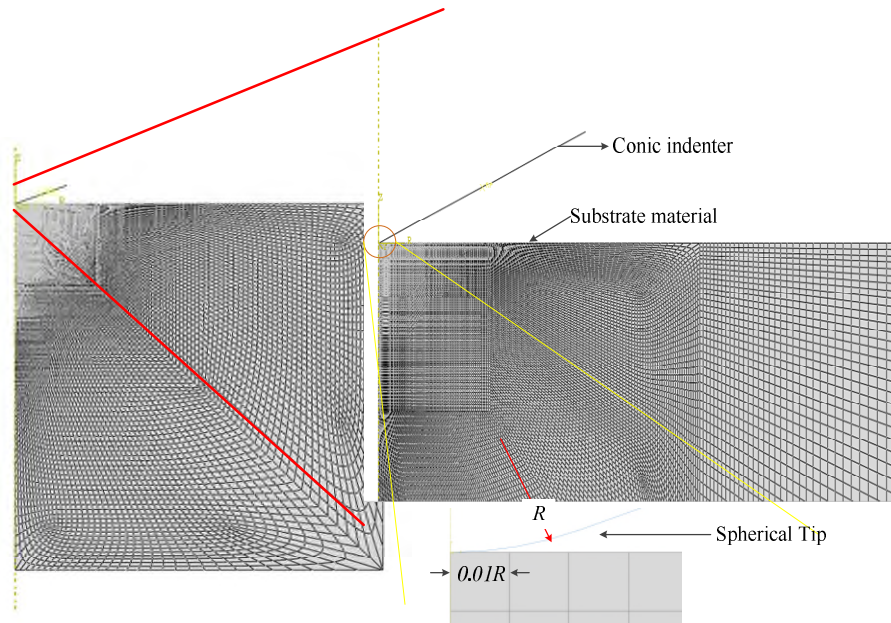 Conic indenter
Substrate material
R
Spherical Tip
0.01R